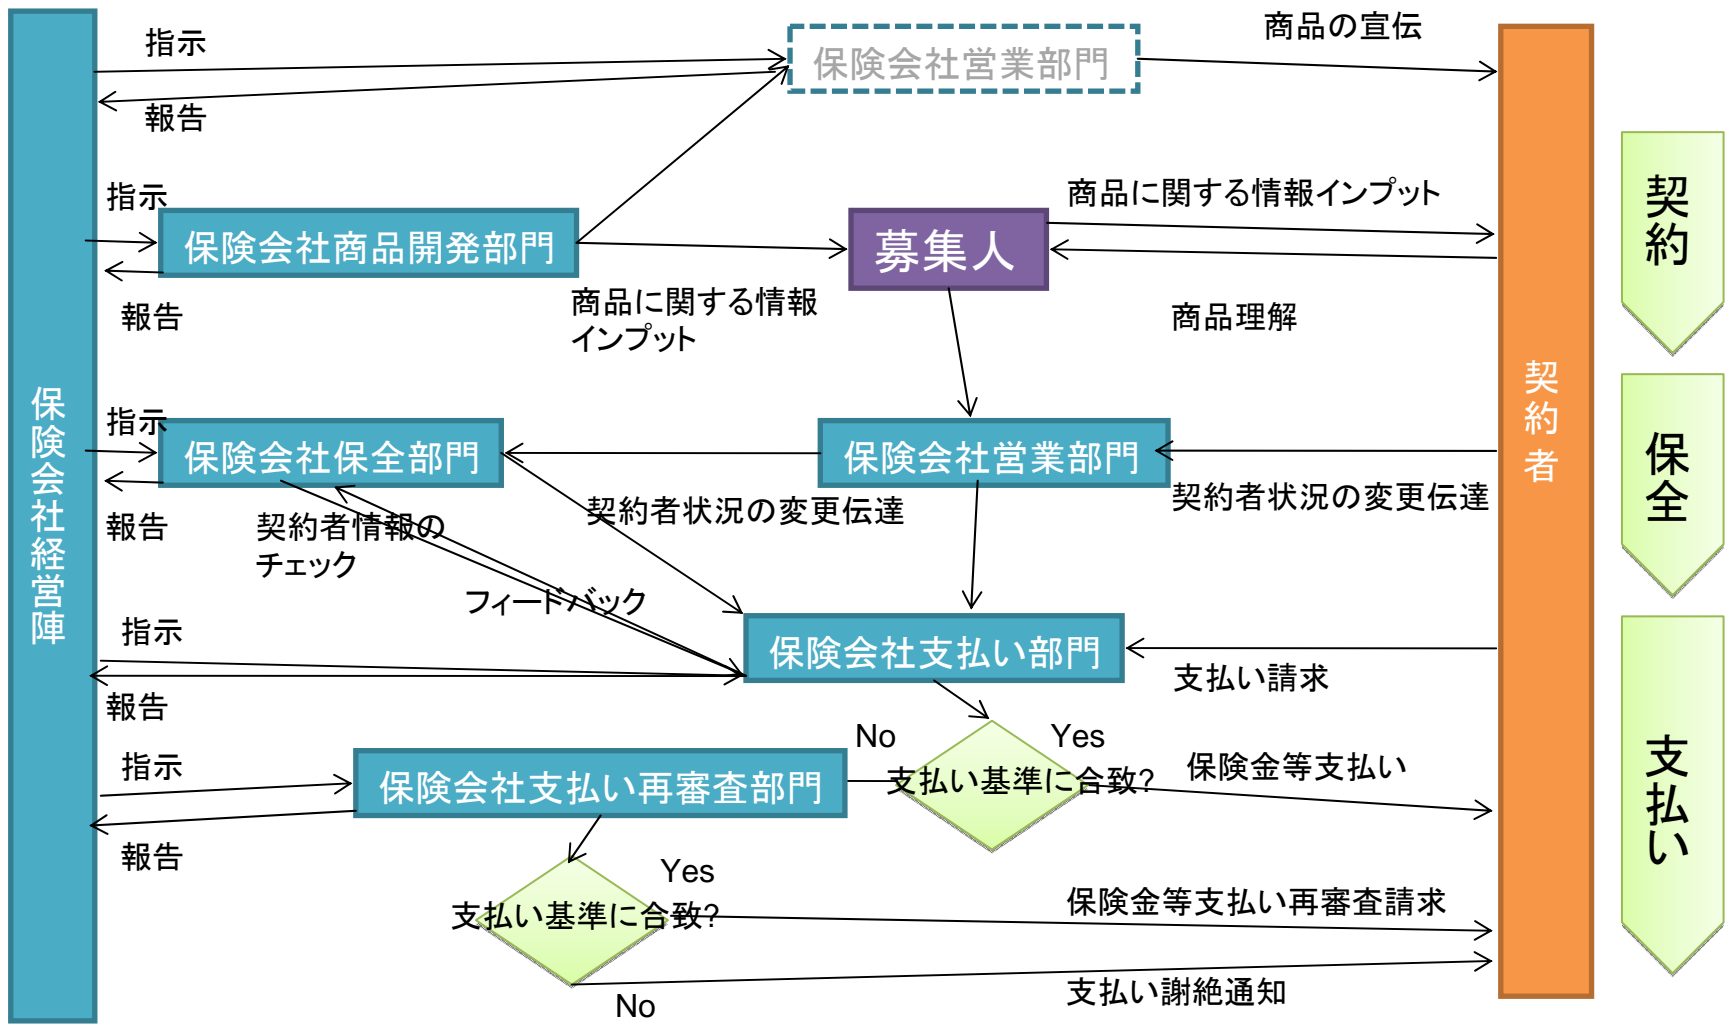 指示
保険会社営業部門
商品の宣伝
報告
指示
保険会社商品開発部門
募集人
商品に関する情報インプット
契約
報告
商品に関する情報
インプット
商品理解
保険会社経営陣
契約者
指示
保険会社保全部門
保険会社営業部門
保全
報告
契約者情報の
チェック
契約者状況の変更伝達
契約者状況の変更伝達
フィードバック
指示
保険会社支払い部門
支払い請求
報告
No
Yes
支払い
指示
保険会社支払い再審査部門
支払い基準に合致?
保険金等支払い
報告
Yes
支払い基準に合致?
保険金等支払い再審査請求
No
支払い謝絶通知